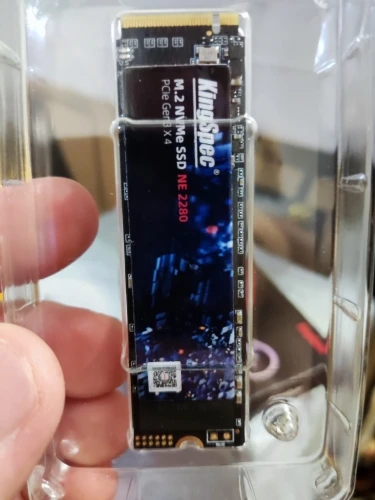 KingSpec®
M.2 NVMe SSD NE 2280
PCIe Gen3 X 4